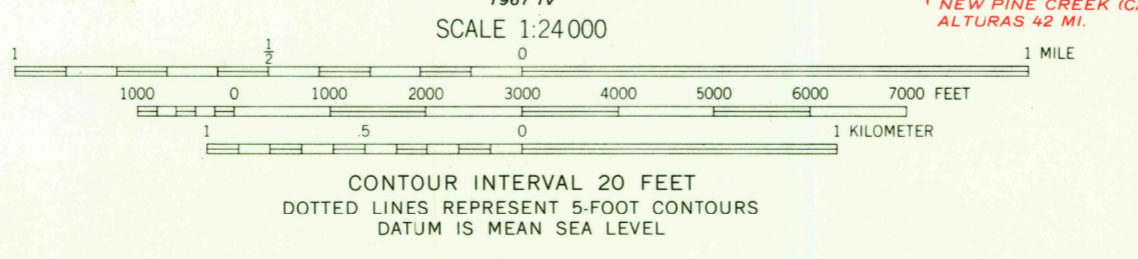 1967 IV
NEW PINE CREEK (CA
ALTURAS 42 MI.
SCALE 1:24 000
1 1/2 0 1 MILE
1000 0 1000 2000 3000 4000 5000 6000 7000 FEET
1 .5 0 1 KILOMETER
CONTOUR INTERVAL 20 FEET
DOTTED LINES REPRESENT 5-FOOT CONTOURS
DATUM IS MEAN SEA LEVEL